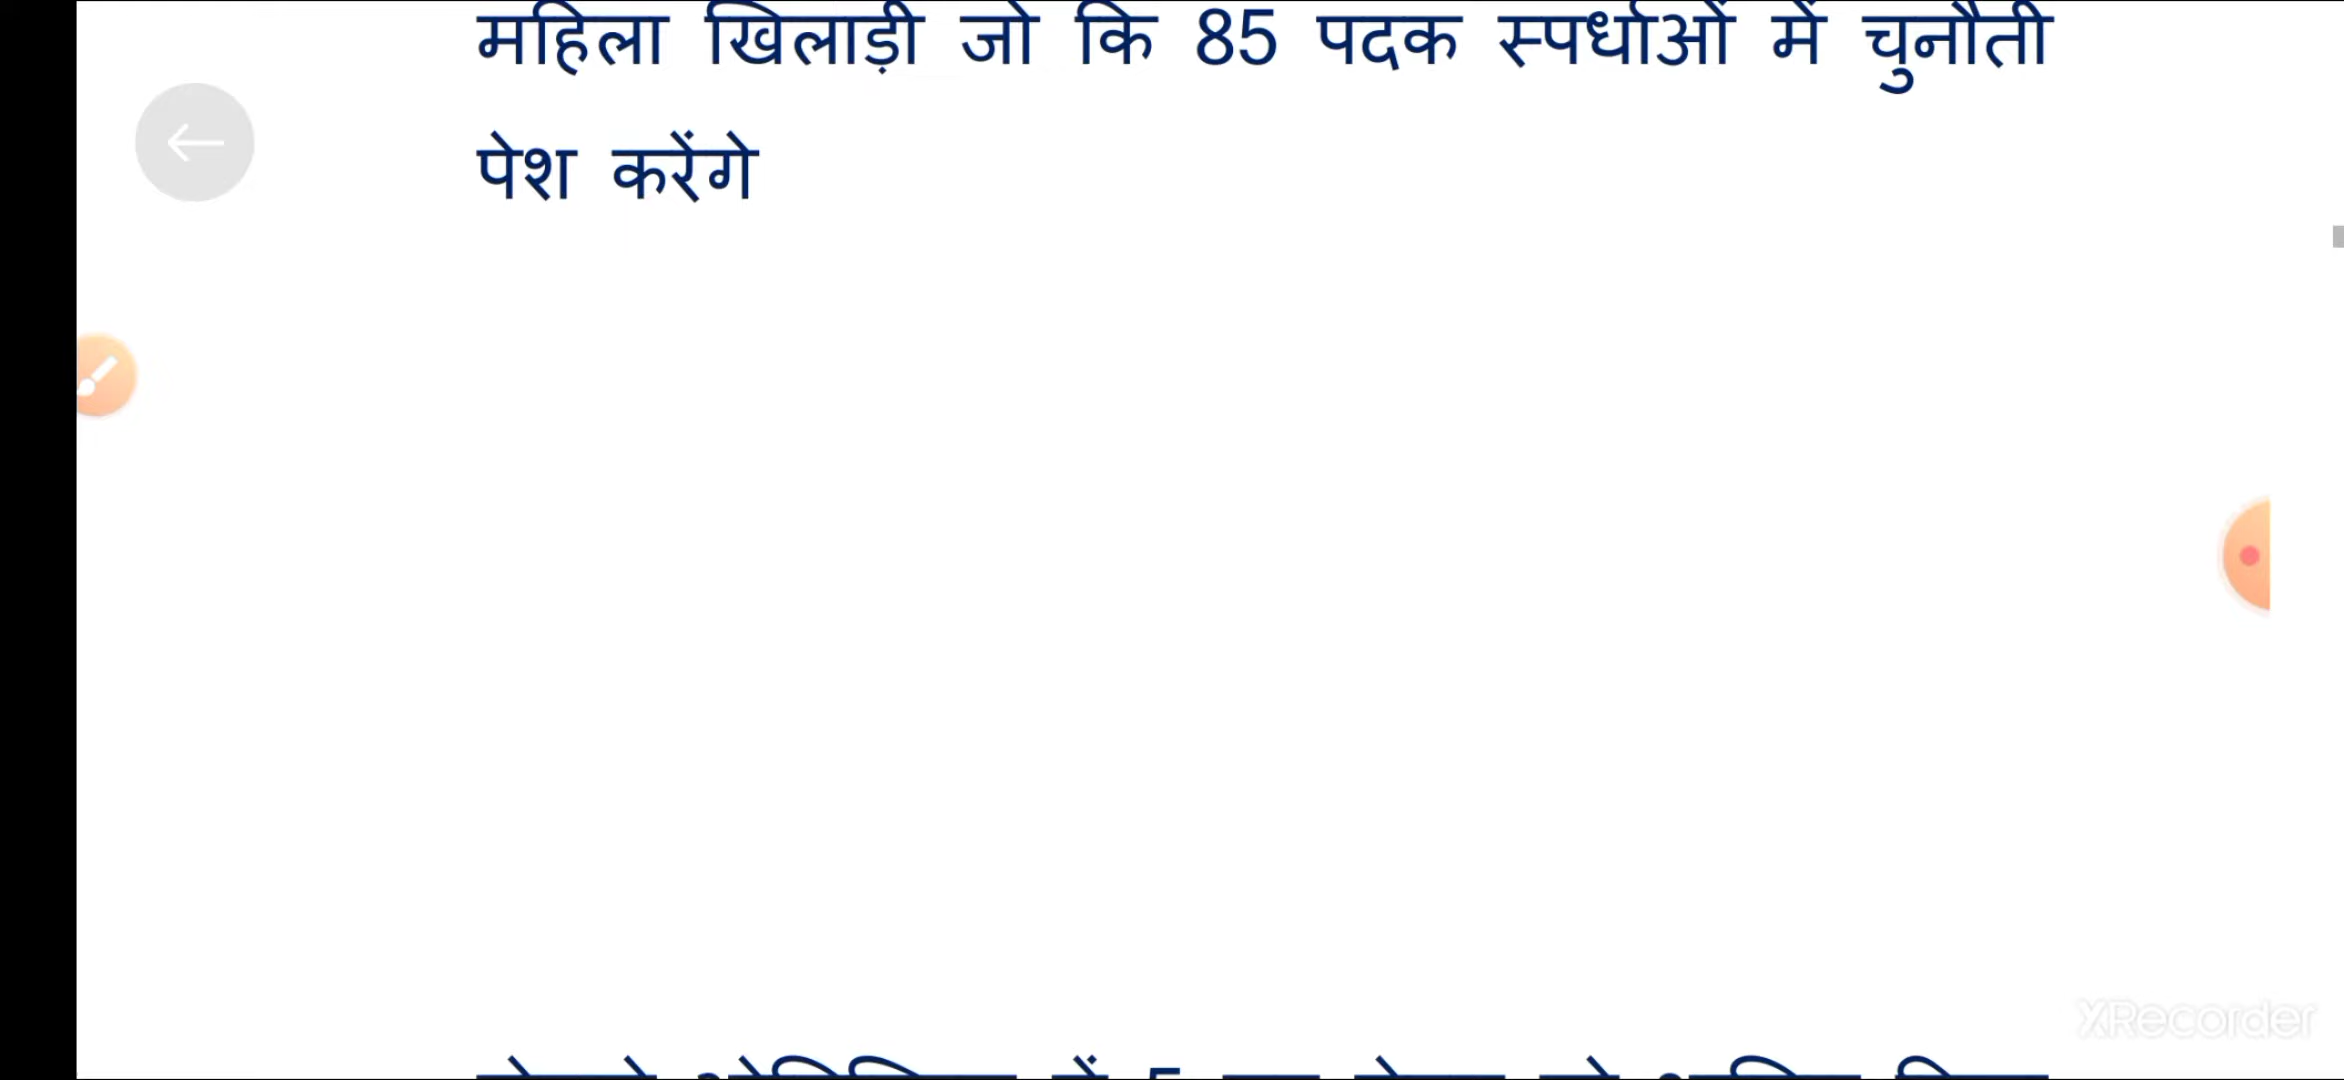 महिला खिलाड़ी जो कि 85 पदक स्पर्धाओं में चुनौती
पेश करेंगे
XRecorder